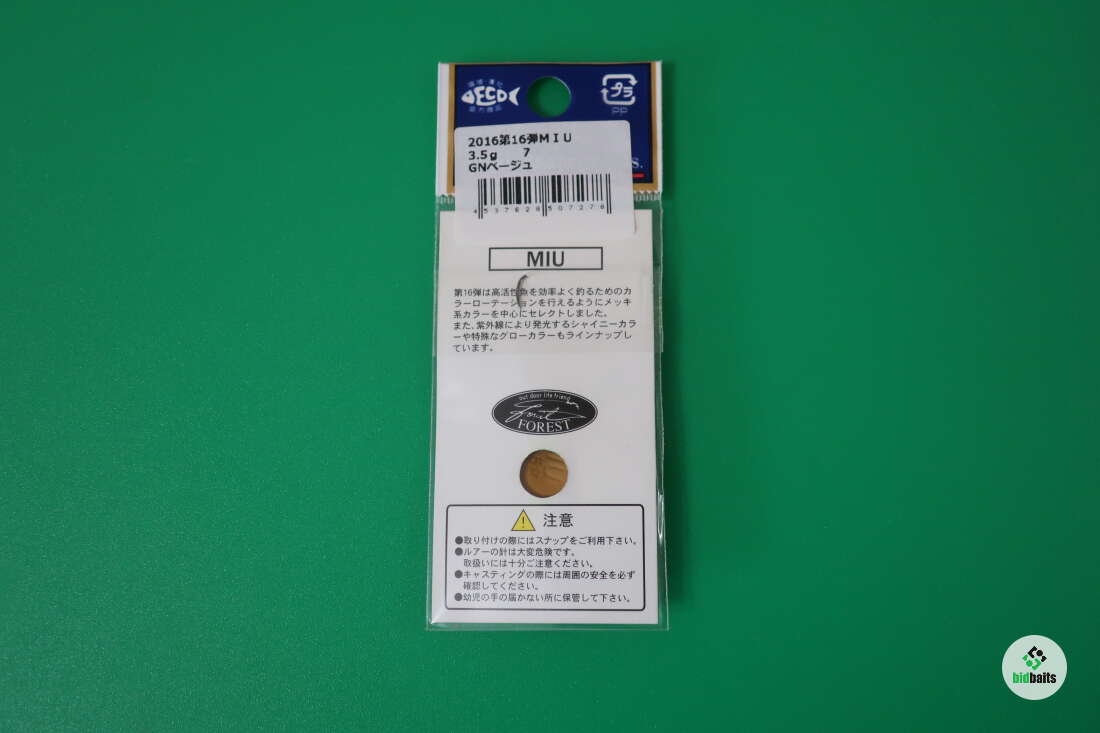 環境・遵守
ECO
プラ
PP
2016第16弾MIU
3.5g 7
GNベージュ
S.
4 537626 507276
MIU
第16弾は高活性魚を効率よく釣るためのカ
ラーローテーションを行えるようにメッキ
系カラーを中心にセレクトしました。
また、紫外線により発光するシャイニーカラ
ーや特殊なグローカラーもラインナップし
ています。
out door life friend
Forest
FOREST
注意
●取り付けの際にはスナップをご利用下さい。
●ルアーの針は大変危険です。
取扱いには十分ご注意ください。
●キャスティングの際には周囲の安全を必ず
確認してください。
●幼児の手の届かない所に保管して下さい。
bidbaits